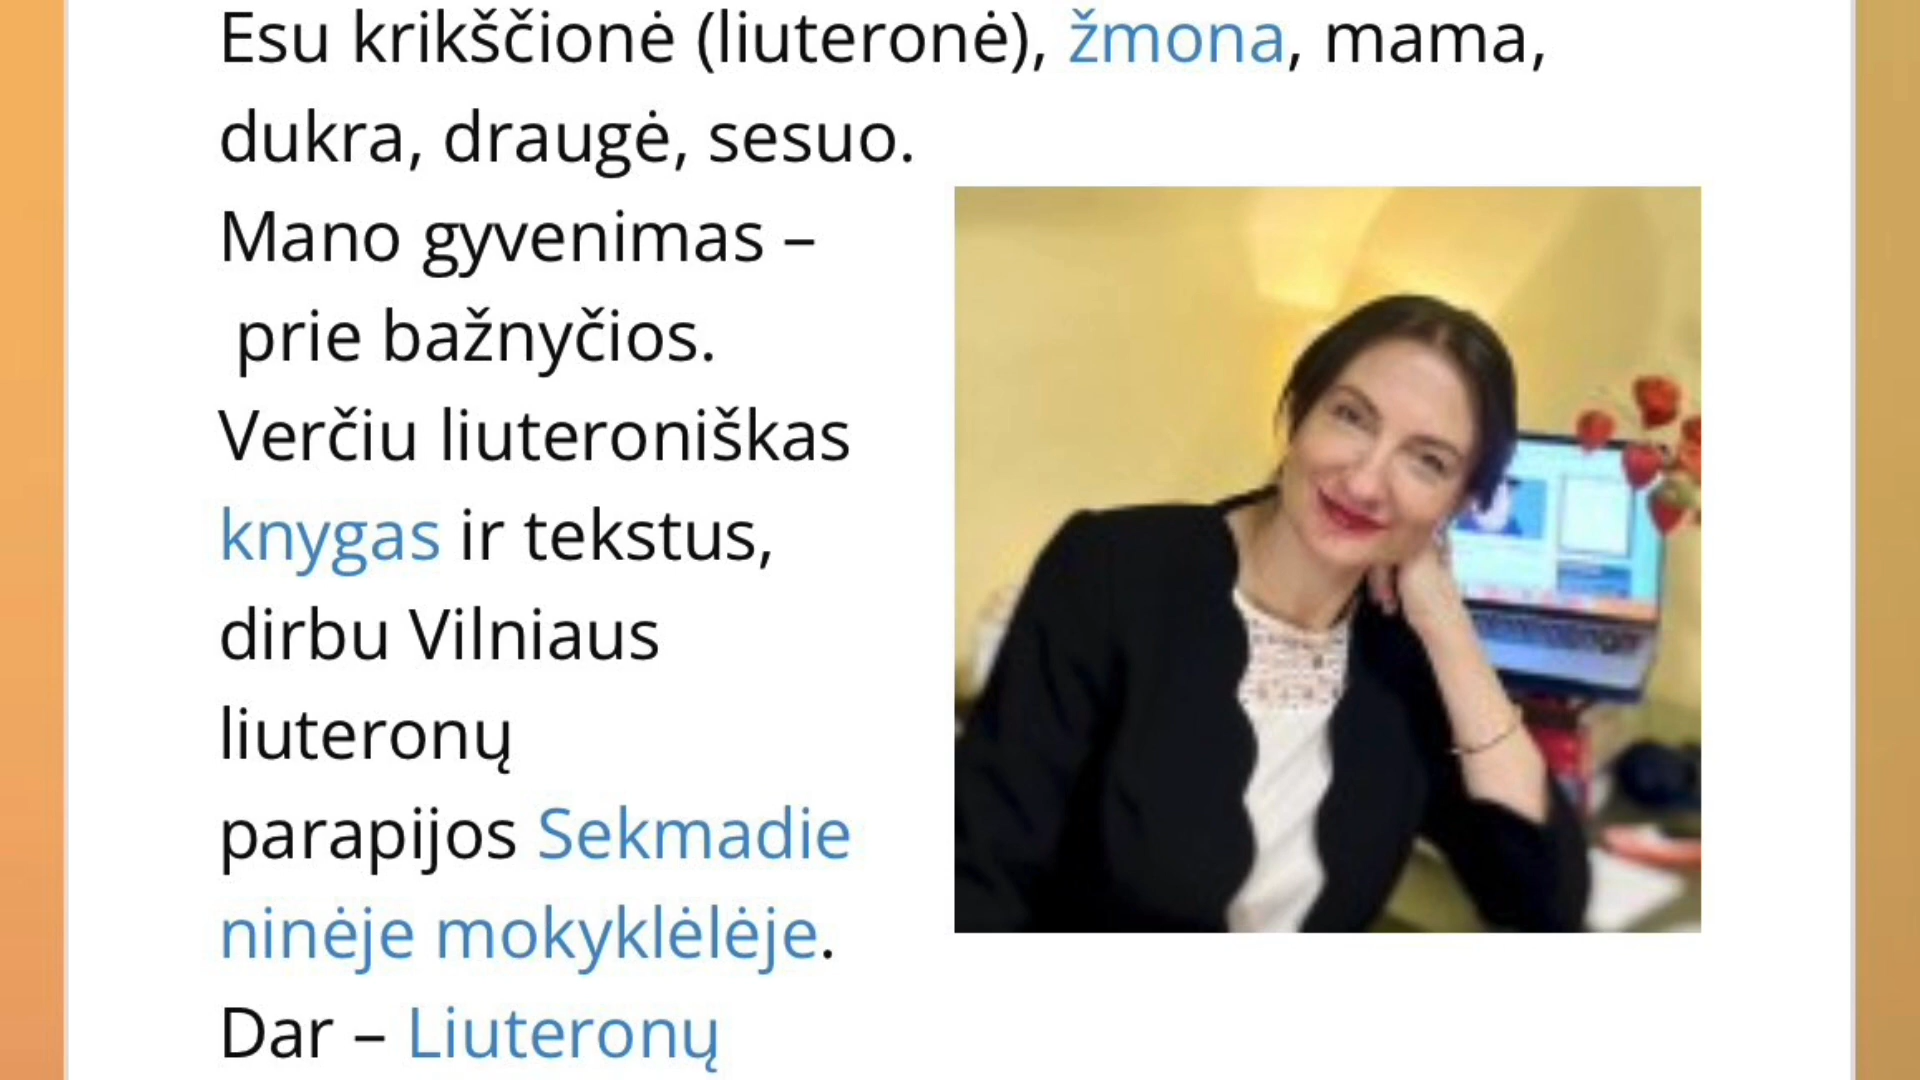 Esu krikščionė (liuteronė), žmona, mama,
dukra, draugė, sesuo.
Mano gyvenimas –
prie bažnyčios.
Verčiu liuteroniškas
knygas ir tekstus,
dirbu Vilniaus
liuteronų
parapijos Sekmadie
ninėje mokyklėlėje.
Dar – Liuteronų